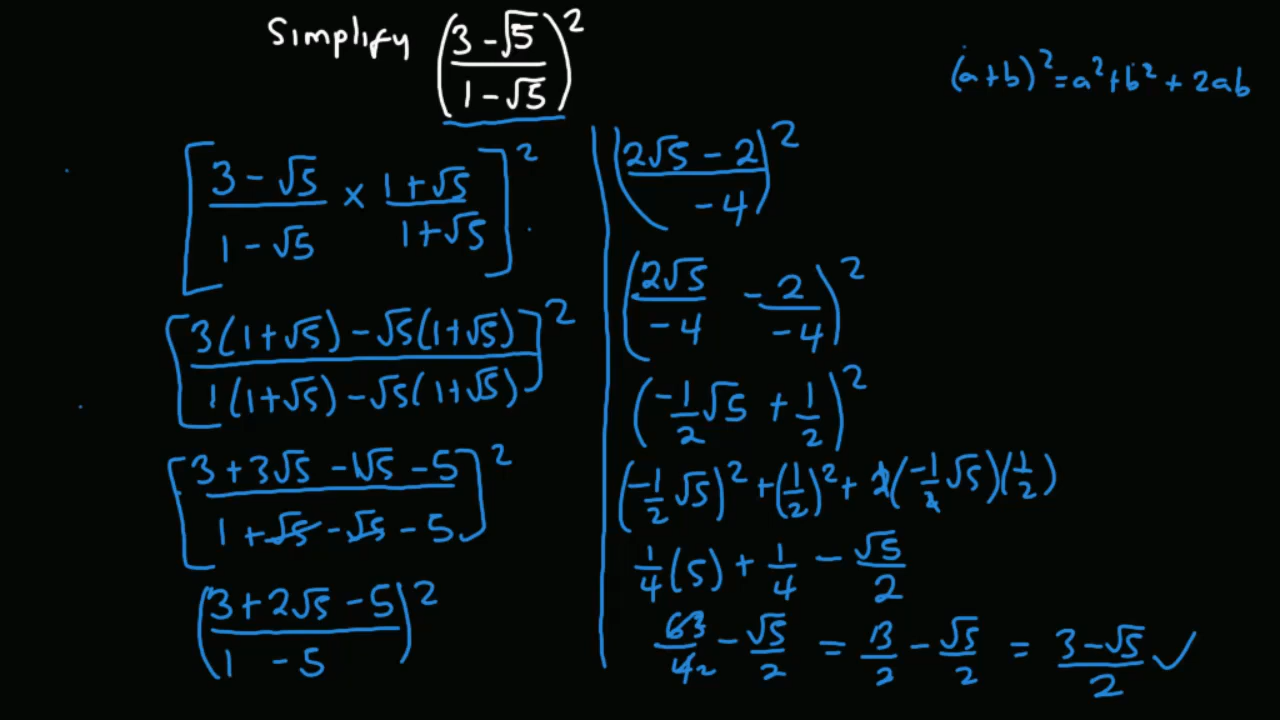 Simplify ((3 - √5)/(1 - √5))²
(a+b)² = a² + b² + 2ab
[(3 - √5)/(1 - √5) × (1 + √5)/(1 + √5)]²
[(3(1+√5) - √5(1+√5))/(1(1+√5) - √5(1+√5))]²
[(3 + 3√5 - 1√5 - 5)/(1 + √5 - √5 - 5)]²
((3 + 2√5 - 5)/(1 - 5))²
((2√5 - 2)/(-4))²
(2√5/-4 - 2/-4)²
(-1/2 √5 + 1/2)²
(-1/2 √5)² + (1/2)² + 2(-1/2 √5)(1/2)
1/4 (5) + 1/4 - √5/2
63/42 - √5/2 = 3/2 - √5/2 = (3 - √5)/2 ✓